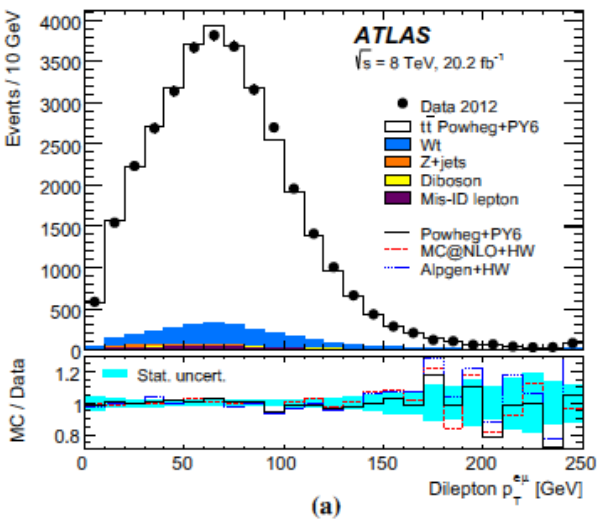 ATLAS
√s = 8 TeV, 20.2 fb⁻¹
Events / 10 GeV
4000
3500
3000
2500
2000
1500
1000
500
0
Data 2012
tt̄ Powheg+PY6
Wt
Z+jets
Diboson
Mis-ID lepton
Powheg+PY6
MC@NLO+HW
Alpgen+HW
MC / Data
1.2
1
0.8
Stat. uncert.
0 50 100 150 200 250
Dilepton p_T^{eμ} [GeV]
(a)